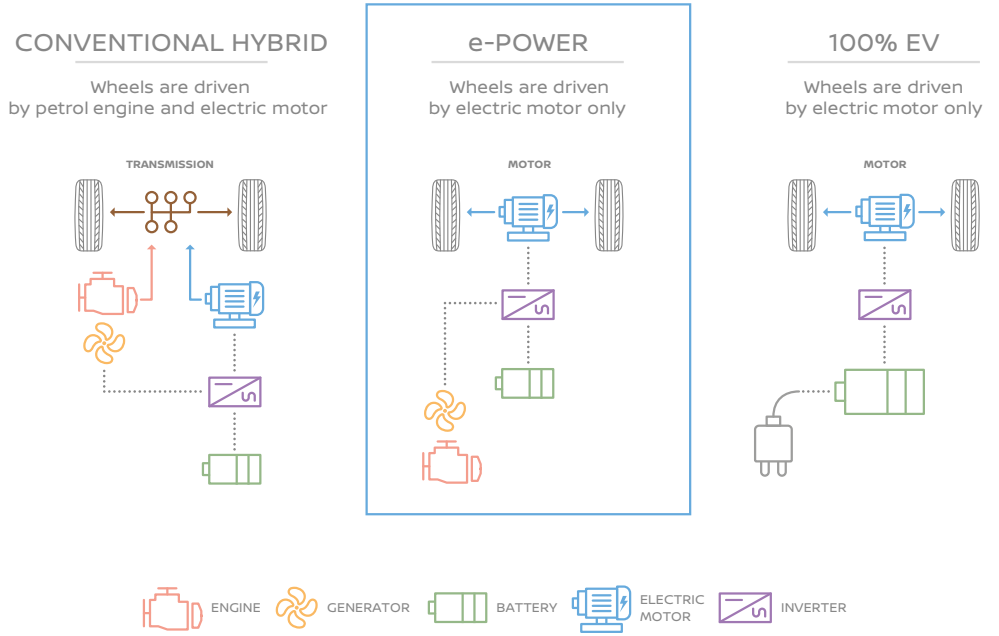 CONVENTIONAL HYBRID
Wheels are driven
by petrol engine and electric motor
TRANSMISSION
e-POWER
Wheels are driven
by electric motor only
MOTOR
100% EV
Wheels are driven
by electric motor only
MOTOR
ENGINE
GENERATOR
BATTERY
ELECTRIC
MOTOR
INVERTER